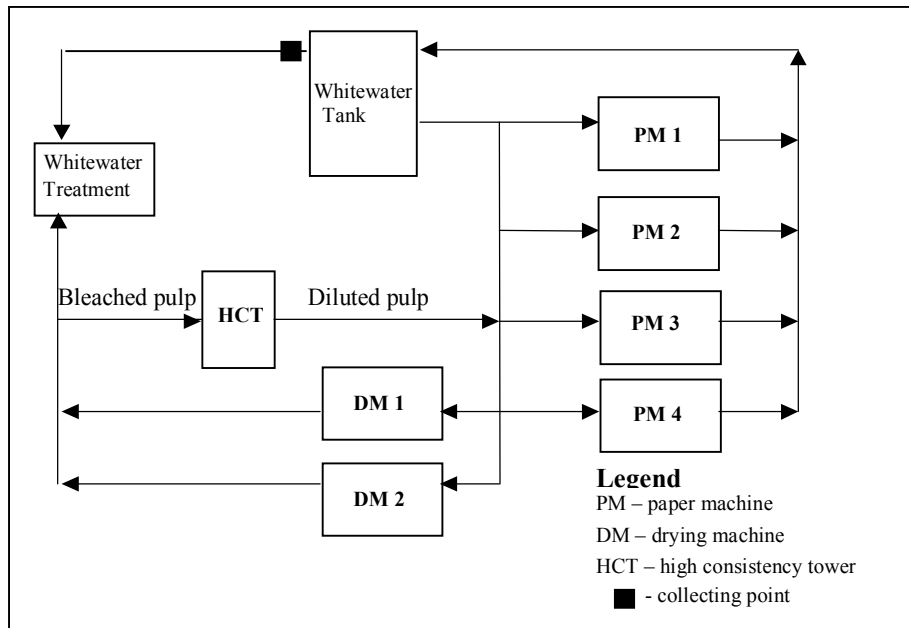 Whitewater
Tank
PM 1
Whitewater
Treatment
PM 2
Bleached pulp
HCT
Diluted pulp
PM 3
DM 1
PM 4
DM 2
Legend
PM – paper machine
DM – drying machine
HCT – high consistency tower
- collecting point